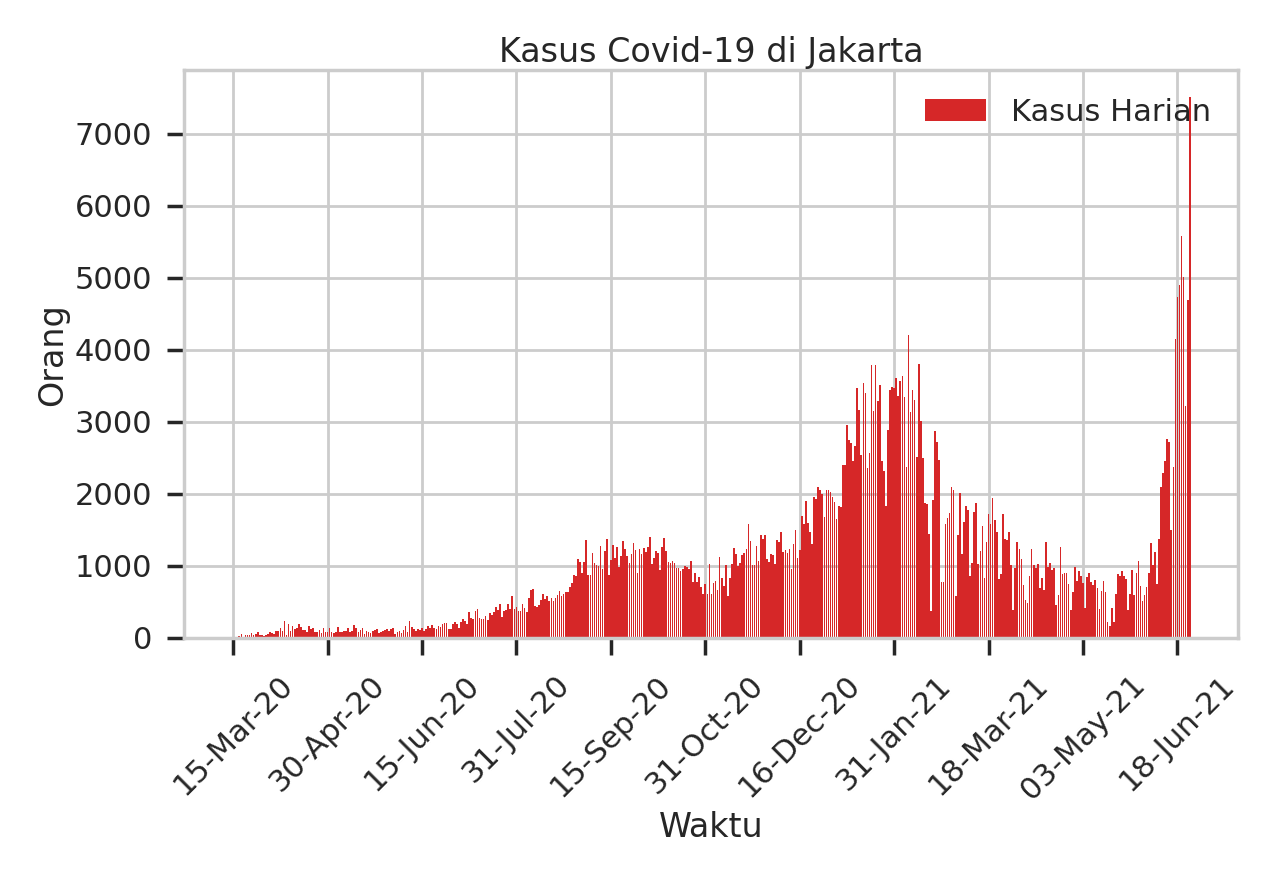 Kasus Covid-19 di Jakarta
Kasus Harian
Orang
7000
6000
5000
4000
3000
2000
1000
0
15-Mar-20
30-Apr-20
15-Jun-20
31-Jul-20
15-Sep-20
31-Oct-20
16-Dec-20
31-Jan-21
18-Mar-21
03-May-21
18-Jun-21
Waktu